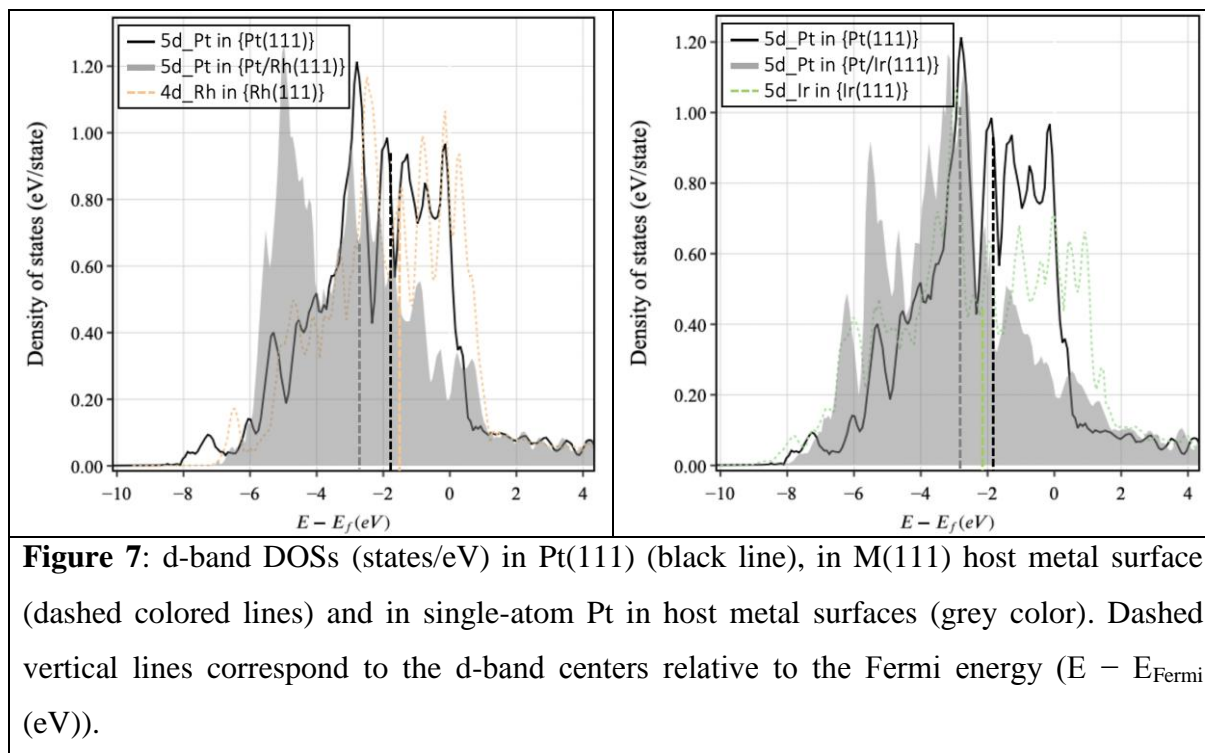 5d_Pt in {Pt(111)}
5d_Pt in {Pt/Rh(111)}
4d_Rh in {Rh(111)}
Density of states (eV/state)
1.20
1.00
0.80
0.60
0.40
0.20
0.00
−10 −8 −6 −4 −2 0 2 4
E − E_f(eV)
5d_Pt in {Pt(111)}
5d_Pt in {Pt/Ir(111)}
5d_Ir in {Ir(111)}
Density of states (eV/state)
1.20
1.00
0.80
0.60
0.40
0.20
0.00
−10 −8 −6 −4 −2 0 2 4
E − E_f(eV)
Figure 7: d-band DOSs (states/eV) in Pt(111) (black line), in M(111) host metal surface
(dashed colored lines) and in single-atom Pt in host metal surfaces (grey color). Dashed
vertical lines correspond to the d-band centers relative to the Fermi energy (E − E_Fermi
(eV)).